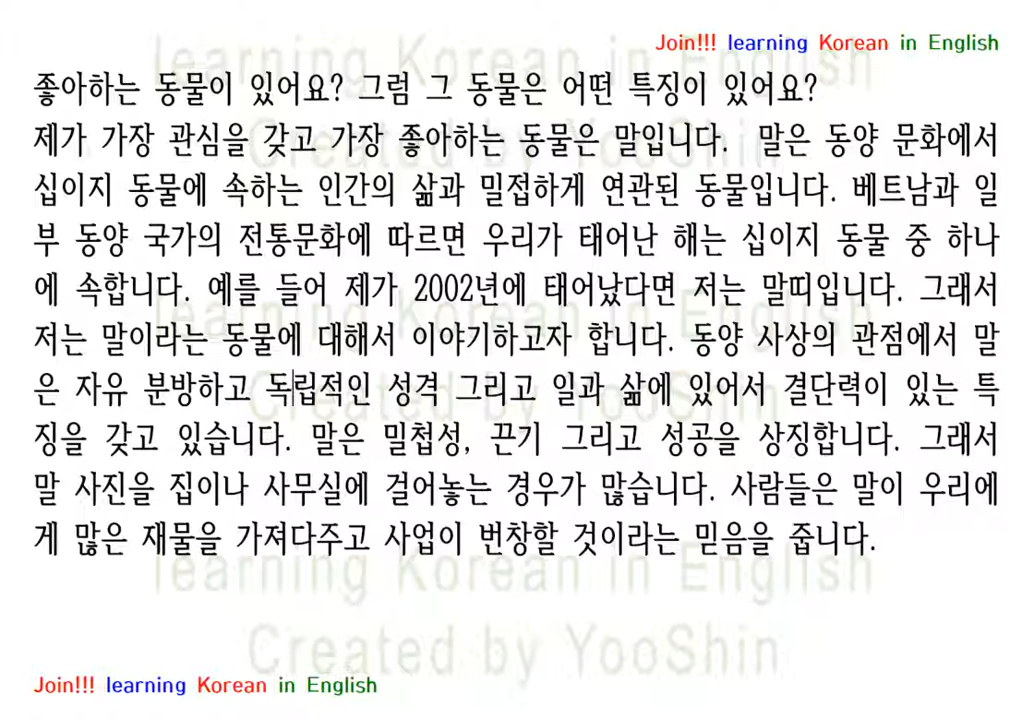 Join!!! learning Korean in English
좋아하는 동물이 있어요? 그럼 그 동물은 어떤 특징이 있어요?
제가 가장 관심을 갖고 가장 좋아하는 동물은 말입니다. 말은 동양 문화에서
십이지 동물에 속하는 인간의 삶과 밀접하게 연관된 동물입니다. 베트남과 일
부 동양 국가의 전통문화에 따르면 우리가 태어난 해는 십이지 동물 중 하나
에 속합니다. 예를 들어 제가 2002년에 태어났다면 저는 말띠입니다. 그래서
저는 말이라는 동물에 대해서 이야기하고자 합니다. 동양 사상의 관점에서 말
은 자유 분방하고 독립적인 성격 그리고 일과 삶에 있어서 결단력이 있는 특
징을 갖고 있습니다. 말은 밀첩성, 끈기 그리고 성공을 상징합니다. 그래서
말 사진을 집이나 사무실에 걸어놓는 경우가 많습니다. 사람들은 말이 우리에
게 많은 재물을 가져다주고 사업이 번창할 것이라는 믿음을 줍니다.
learning Korean in English
Created by YooShin
learning Korean in English
Created by YooShin
learning Korean in English
Created by YooShin
Join!!! learning Korean in English